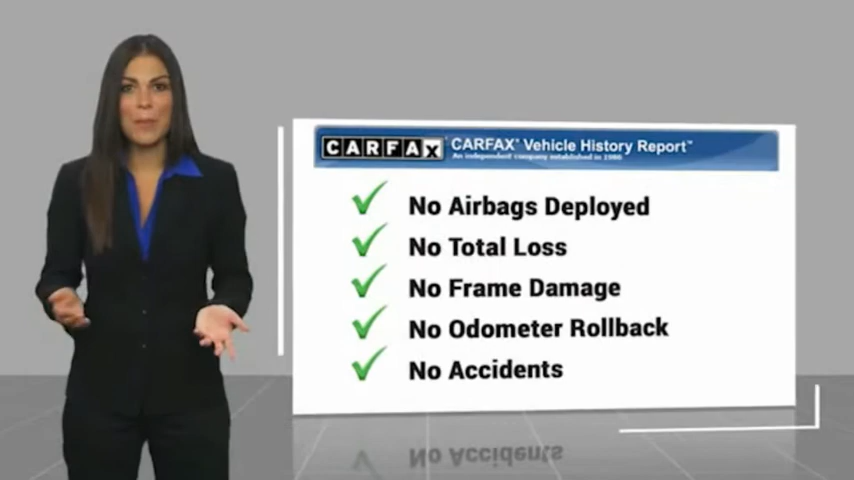 CARFAX CARFAX Vehicle History Report™
An independent company established in 1986
No Airbags Deployed
No Total Loss
No Frame Damage
No Odometer Rollback
No Accidents
No Accidents